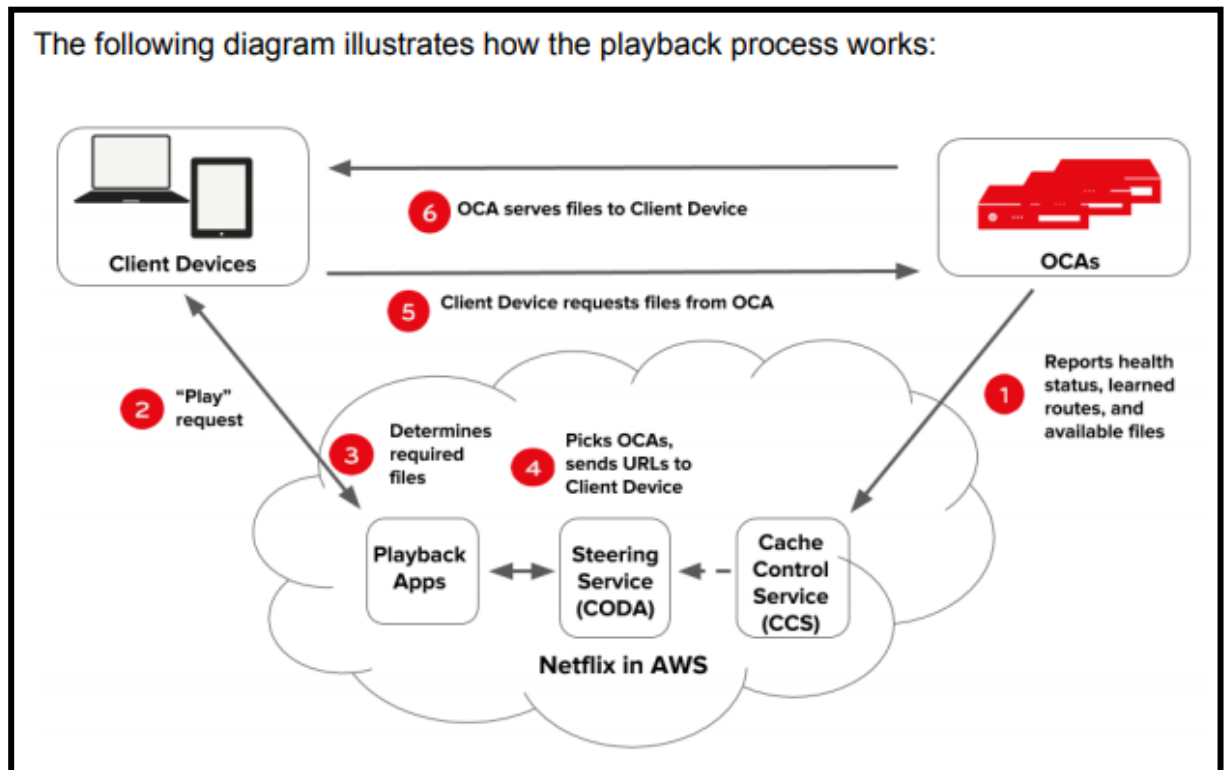 The following diagram illustrates how the playback process works:
6 OCA serves files to Client Device
Client Devices
OCAs
5 Client Device requests files from OCA
1 Reports health
status, learned
routes, and
available files
2 “Play”
request
3 Determines
required
files
4 Picks OCAs,
sends URLs to
Client Device
Playback
Apps
Steering
Service
(CODA)
Cache
Control
Service
(CCS)
Netflix in AWS